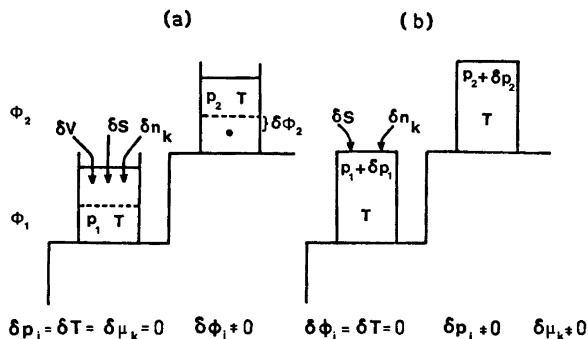 (a)
(b)
Φ₂
δV δS δnₖ
p₂ T
} δΦ₂
Φ₁
p₁ T
δS δnₖ
p₁+δp₁
T
p₂+δp₂
T
δpᵢ = δT = δμₖ = 0 δϕᵢ ≠ 0 δϕᵢ = δT = 0 δpᵢ ≠ 0 δμₖ ≠ 0